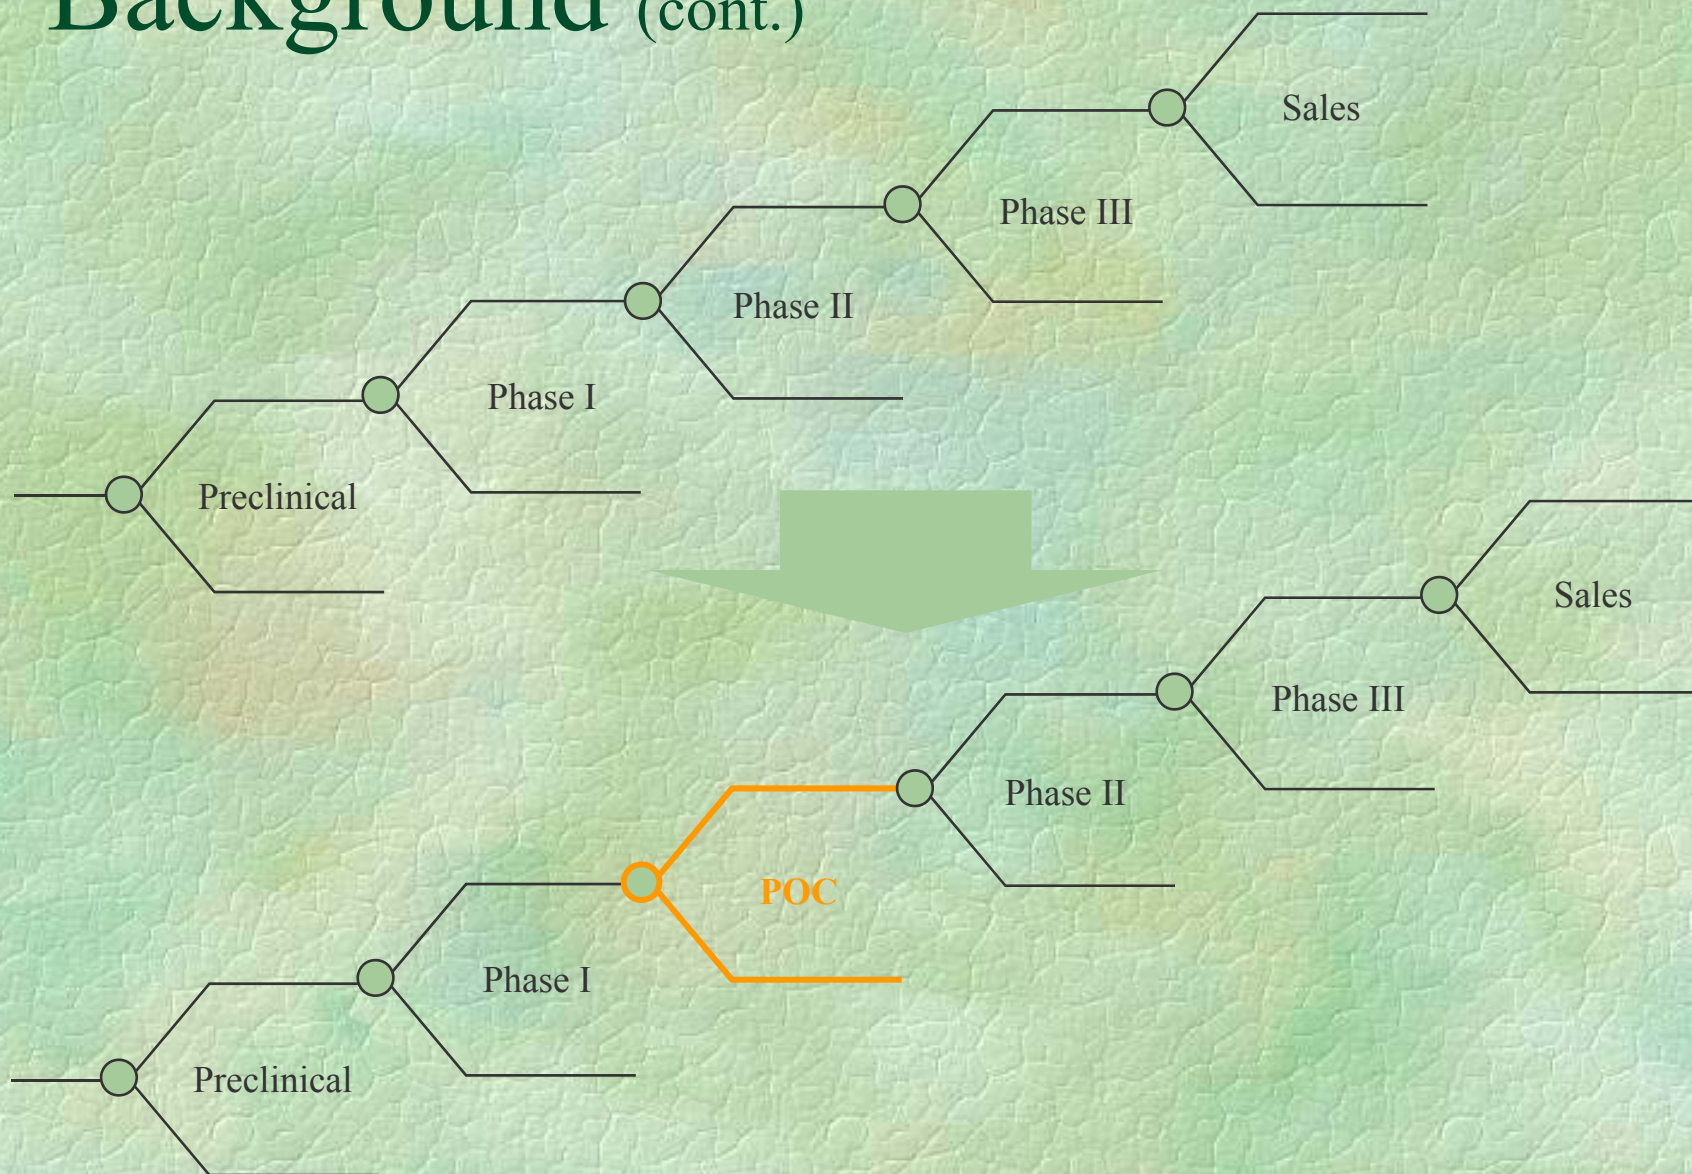 Background (cont.)
Sales
Phase III
Phase II
Phase I
Preclinical
Sales
Phase III
Phase II
POC
Phase I
Preclinical